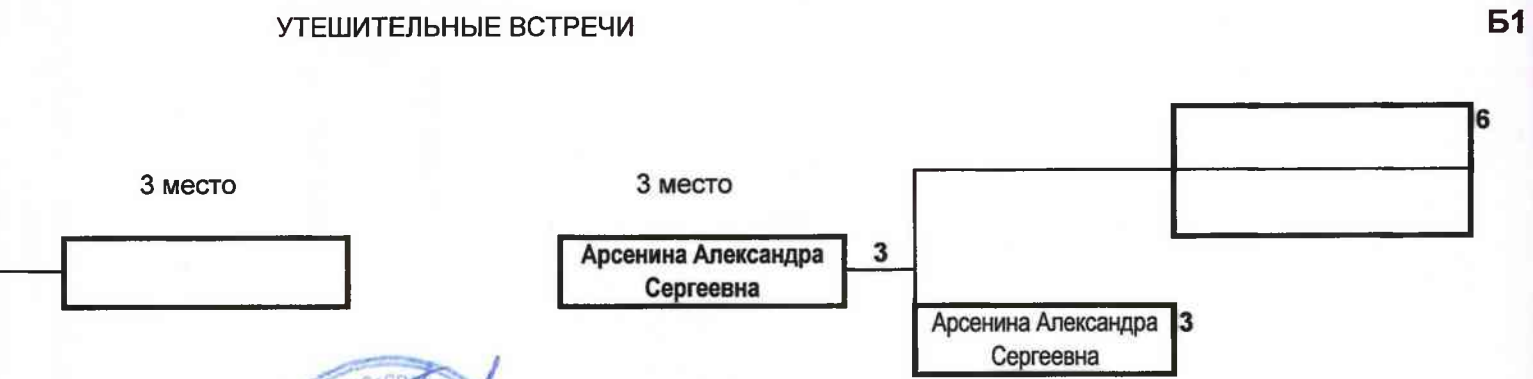 УТЕШИТЕЛЬНЫЕ ВСТРЕЧИ
Б1
6
3 место
3 место
Арсенина Александра
Сергеевна
3
Арсенина Александра
Сергеевна
3